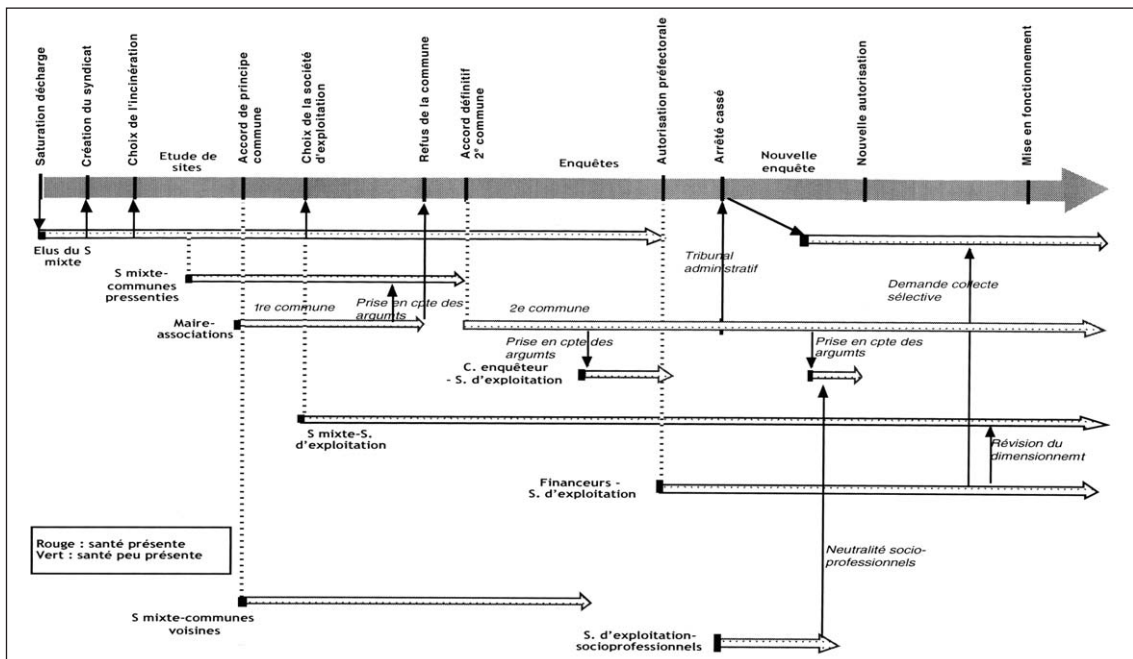 Saturation décharge
Création du syndicat
Choix de l'incinération
Etude de
sites
Accord de principe
commune
Choix de la société
d'exploitation
Refus de la commune
Accord définitif
2e commune
Enquêtes
Autorisation préfectorale
Arrêté cassé
Nouvelle
enquête
Nouvelle autorisation
Mise en fonctionnement
Elus du S
mixte
Tribunal
administratif
S mixte-
communes
pressenties
Demande collecte
sélective
1re commune
Prise en cpte des
argumts
2e commune
Maire-
associations
Prise en cpte des
argumts
Prise en cpte des
argumts
C. enquêteur
- S. d'exploitation
S mixte-S.
d'exploitation
Révision du
dimensionnemt
Financeurs -
S. d'exploitation
Rouge : santé présente
Vert : santé peu présente
Neutralité socio-
professionnels
S mixte-communes
voisines
S. d'exploitation-
socioprofessionnels